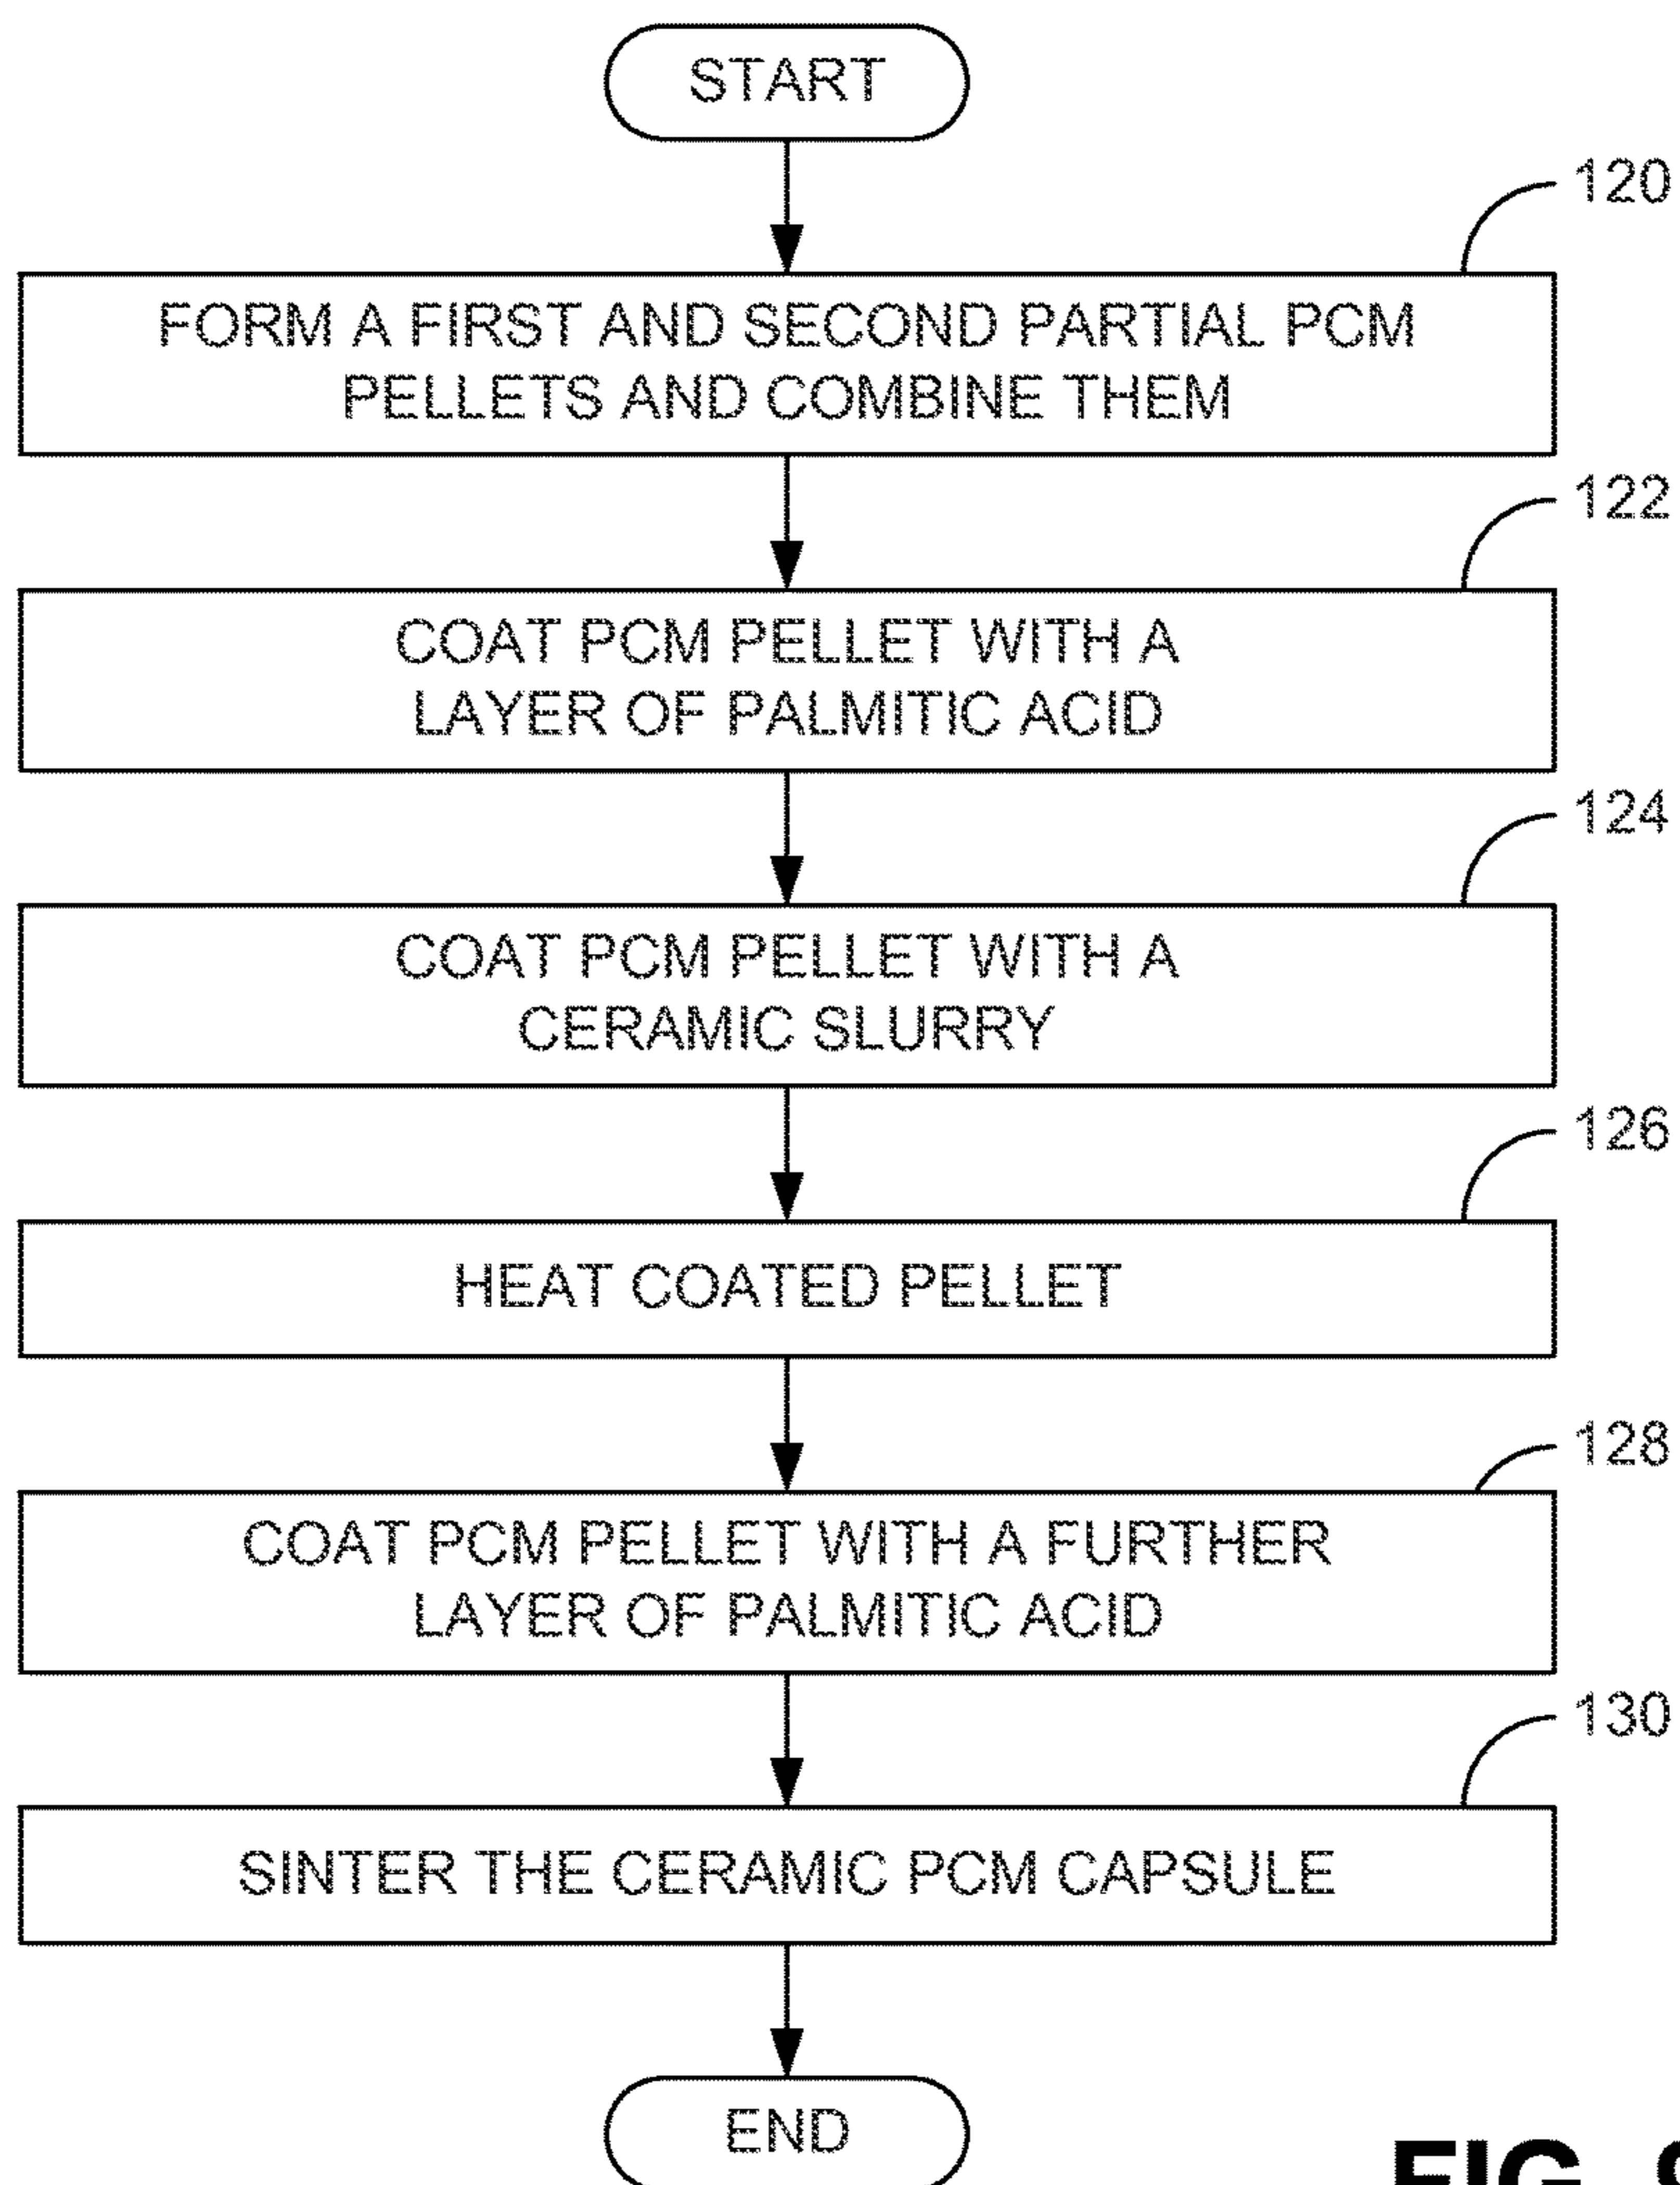 START
120
FORM A FIRST AND SECOND PARTIAL PCM
PELLETS AND COMBINE THEM
122
COAT PCM PELLET WITH A
LAYER OF PALMITIC ACID
124
COAT PCM PELLET WITH A
CERAMIC SLURRY
126
HEAT COATED PELLET
128
COAT PCM PELLET WITH A FURTHER
LAYER OF PALMITIC ACID
130
SINTER THE CERAMIC PCM CAPSULE
END
FIG.